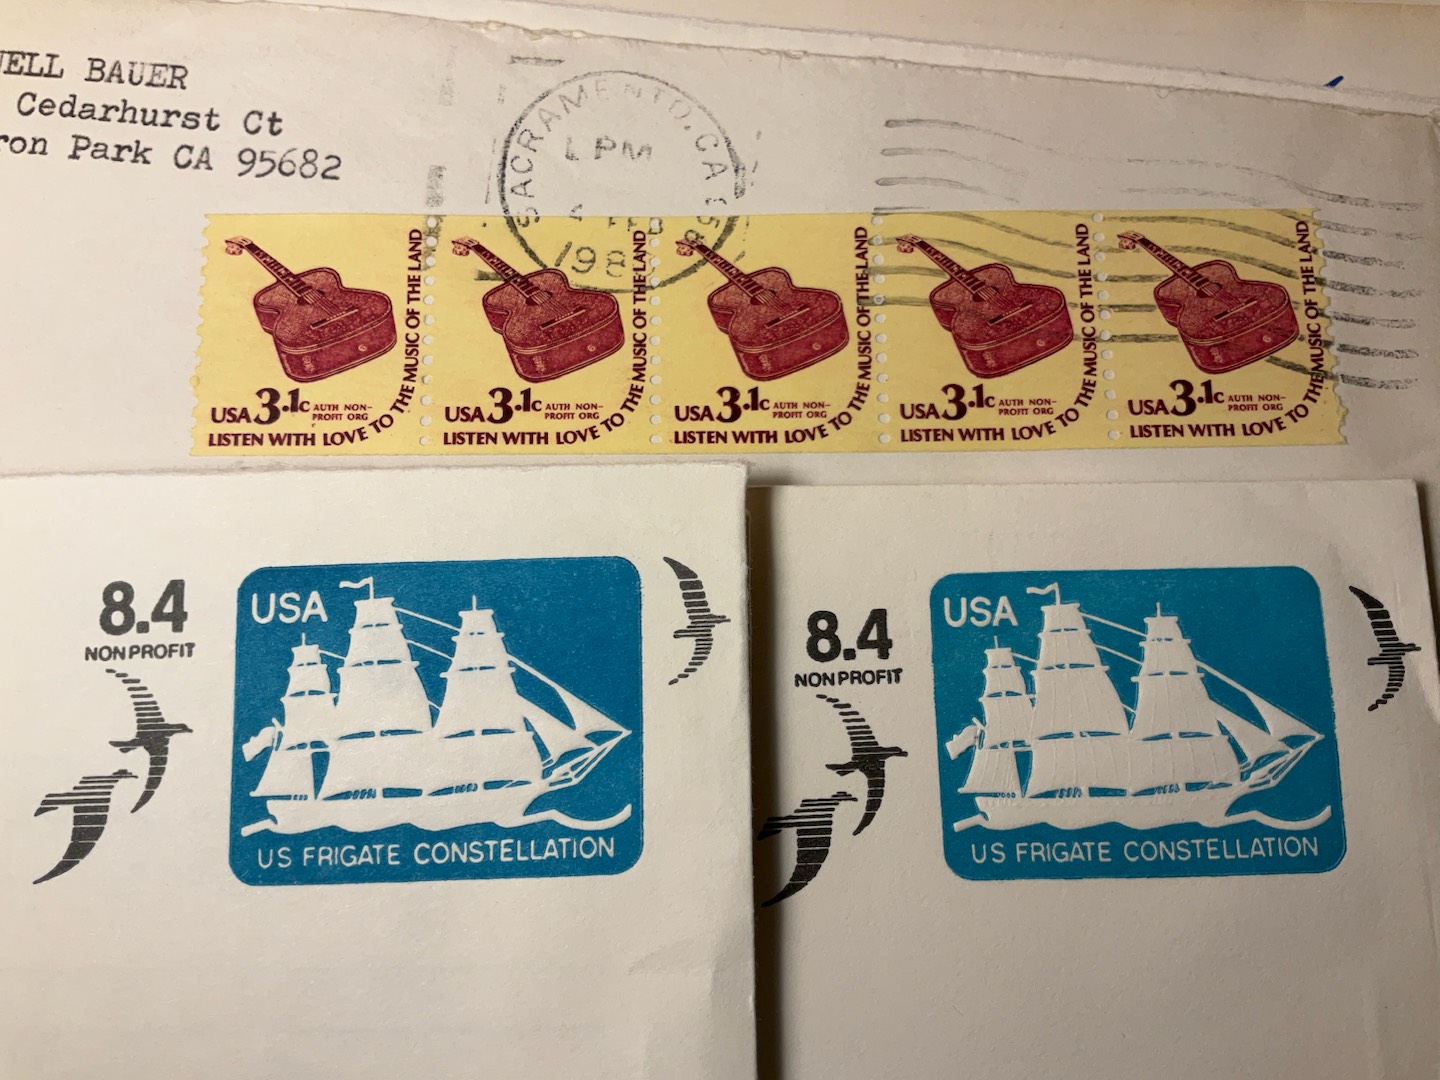 BAUER
Cedarhurst Ct
Park CA 95682
SACRAMENTO, CA
PM
FEB
USA 3.1c AUTH NON-
PROFIT ORG
LISTEN WITH LOVE TO THE MUSIC OF THE LAND
USA 3.1c AUTH NON-
PROFIT ORG
LISTEN WITH LOVE TO THE MUSIC OF THE LAND
USA 3.1c AUTH NON-
PROFIT ORG
LISTEN WITH LOVE TO THE MUSIC OF THE LAND
USA 3.1c AUTH NON-
PROFIT ORG
LISTEN WITH LOVE TO THE MUSIC OF THE LAND
USA 3.1c AUTH NON-
PROFIT ORG
LISTEN WITH LOVE TO THE MUSIC OF THE LAND
8.4
NONPROFIT
USA
US FRIGATE CONSTELLATION
8.4
NONPROFIT
USA
US FRIGATE CONSTELLATION